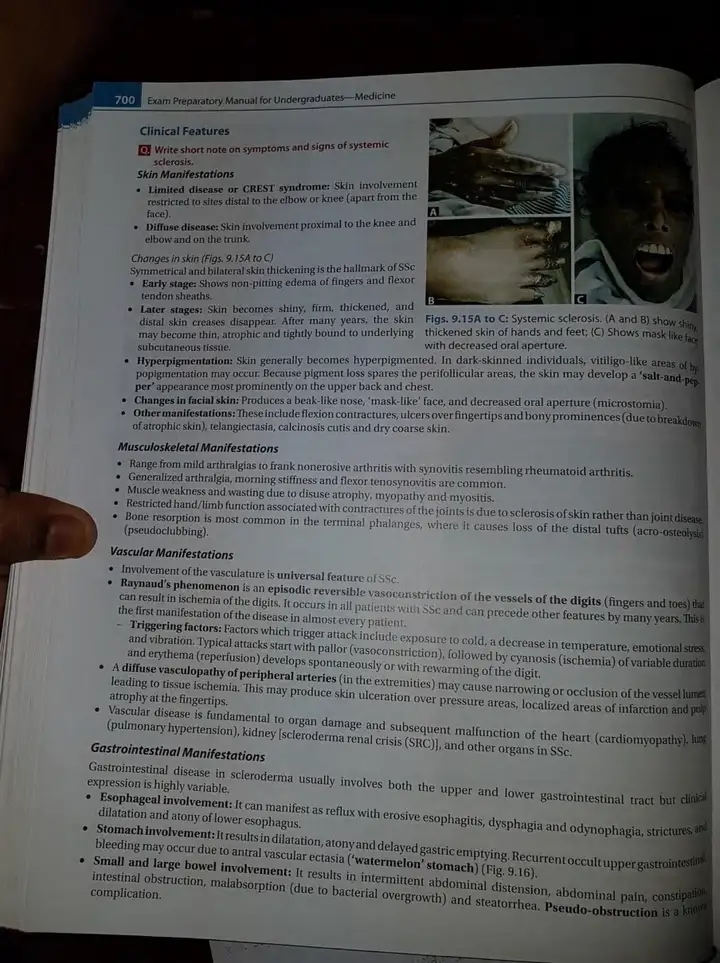 700 Exam Preparatory Manual for Undergraduates—Medicine
Clinical Features
Q. Write short note on symptoms and signs of systemic
sclerosis.
Skin Manifestations
• Limited disease or CREST syndrome: Skin involvement
restricted to sites distal to the elbow or knee (apart from the
face).
• Diffuse disease: Skin involvement proximal to the knee and
elbow and on the trunk.
Changes in skin (Figs. 9.15A to C)
Symmetrical and bilateral skin thickening is the hallmark of SSc
• Early stage: Shows non-pitting edema of fingers and flexor
tendon sheaths.
• Later stages: Skin becomes shiny, firm, thickened, and
distal skin creases disappear. After many years, the skin
may become thin, atrophic and tightly bound to underlying
subcutaneous tissue.
A
B
C
Figs. 9.15A to C: Systemic sclerosis. (A and B) show shiny,
thickened skin of hands and feet; (C) Shows mask like face
with decreased oral aperture.
• Hyperpigmentation: Skin generally becomes hyperpigmented. In dark-skinned individuals, vitiligo-like areas of hy-
popigmentation may occur. Because pigment loss spares the perifollicular areas, the skin may develop a 'salt-and-pep-
per' appearance most prominently on the upper back and chest.
• Changes in facial skin: Produces a beak-like nose, 'mask-like' face, and decreased oral aperture (microstomia).
• Other manifestations: These include flexion contractures, ulcers over fingertips and bony prominences (due to breakdown
of atrophic skin), telangiectasia, calcinosis cutis and dry coarse skin.
Musculoskeletal Manifestations
• Range from mild arthralgias to frank nonerosive arthritis with synovitis resembling rheumatoid arthritis.
• Generalized arthralgia, morning stiffness and flexor tenosynovitis are common.
• Muscle weakness and wasting due to disuse atrophy, myopathy and myositis.
• Restricted hand/limb function associated with contractures of the joints is due to sclerosis of skin rather than joint disease.
• Bone resorption is most common in the terminal phalanges, where it causes loss of the distal tufts (acro-osteolysis)
(pseudoclubbing).
Vascular Manifestations
• Involvement of the vasculature is universal feature of SSc.
• Raynaud's phenomenon is an episodic reversible vasoconstriction of the vessels of the digits (fingers and toes) that
can result in ischemia of the digits. It occurs in all patients with SSc and can precede other features by many years. This is
the first manifestation of the disease in almost every patient.
– Triggering factors: Factors which trigger attack include exposure to cold, a decrease in temperature, emotional stress
and vibration. Typical attacks start with pallor (vasoconstriction), followed by cyanosis (ischemia) of variable duration
and erythema (reperfusion) develops spontaneously or with rewarming of the digit.
• A diffuse vasculopathy of peripheral arteries (in the extremities) may cause narrowing or occlusion of the vessel lumen
leading to tissue ischemia. This may produce skin ulceration over pressure areas, localized areas of infarction and pulp
atrophy at the fingertips.
• Vascular disease is fundamental to organ damage and subsequent malfunction of the heart (cardiomyopathy), lung
(pulmonary hypertension), kidney [scleroderma renal crisis (SRC)], and other organs in SSc.
Gastrointestinal Manifestations
Gastrointestinal disease in scleroderma usually involves both the upper and lower gastrointestinal tract but clinical
expression is highly variable.
• Esophageal involvement: It can manifest as reflux with erosive esophagitis, dysphagia and odynophagia, strictures, and
dilatation and atony of lower esophagus.
• Stomach involvement: It results in dilatation, atony and delayed gastric emptying. Recurrent occult upper gastrointestinal
bleeding may occur due to antral vascular ectasia ('watermelon' stomach) (Fig. 9.16).
• Small and large bowel involvement: It results in intermittent abdominal distension, abdominal pain, constipation,
intestinal obstruction, malabsorption (due to bacterial overgrowth) and steatorrhea. Pseudo-obstruction is a known
complication.